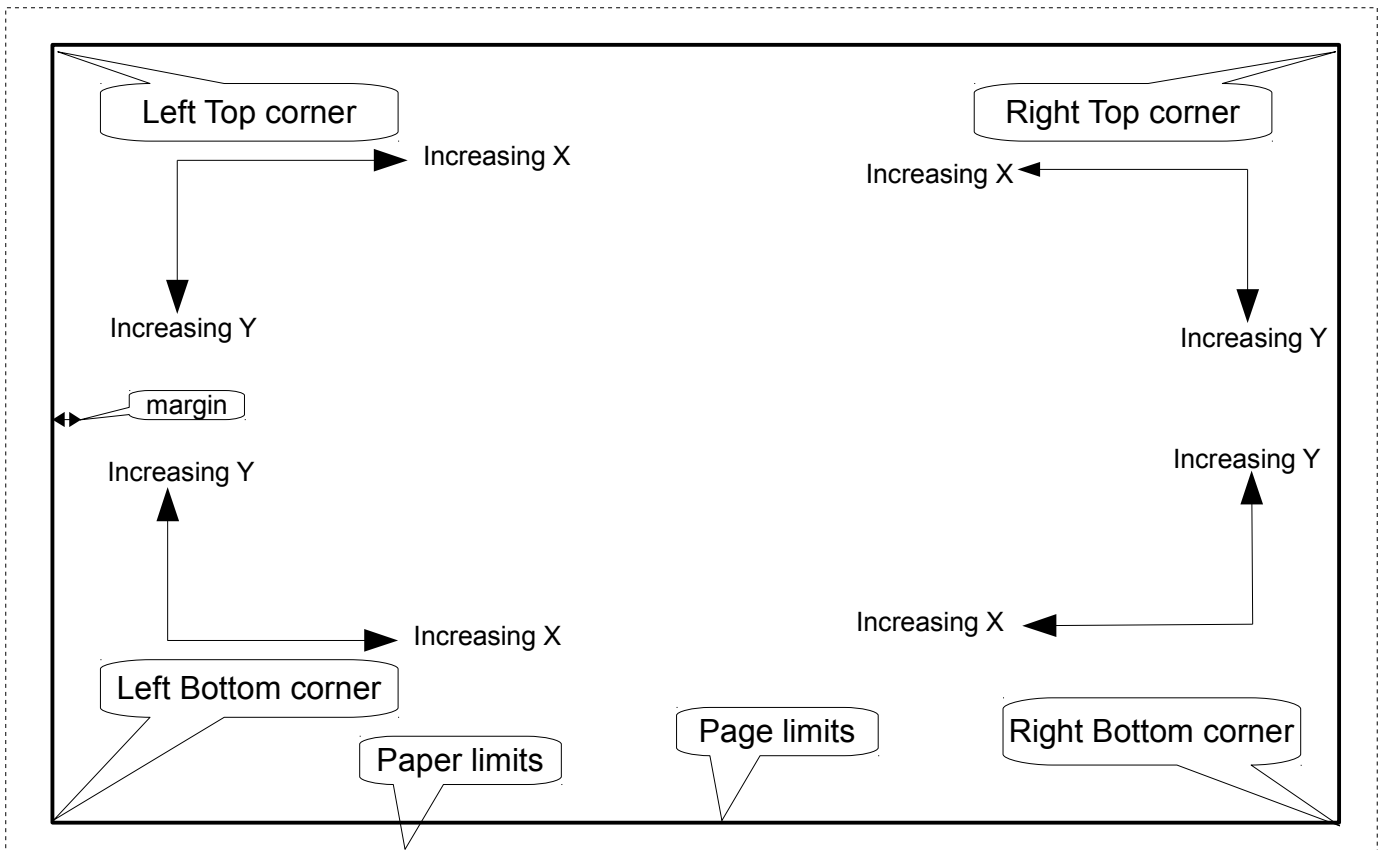 Left Top corner
Right Top corner
Increasing X
Increasing X
Increasing Y
Increasing Y
margin
Increasing Y
Increasing Y
Increasing X
Increasing X
Left Bottom corner
Page limits
Right Bottom corner
Paper limits